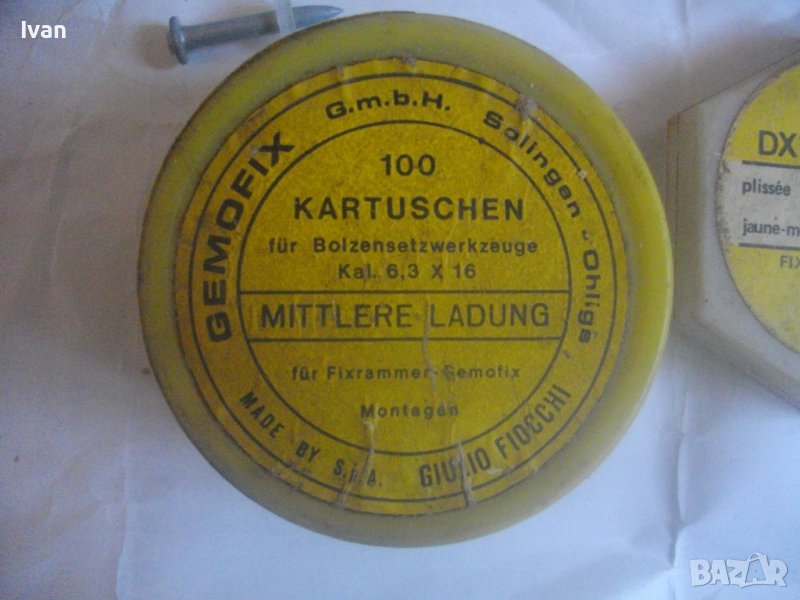 Ivan
GEMOFIX G.m.b.H. Solingen-Ohligs
100
KARTUSCHEN
für Bolzensetzwerkzeuge
Kal. 6,3 X 16
MITTLERE LADUNG
für Fixrammer-Gemofix
Montagen
MADE BY S.p.A. GIULIO FIOCCHI
DX
plissée
jaune-m
FIX
BAZAR